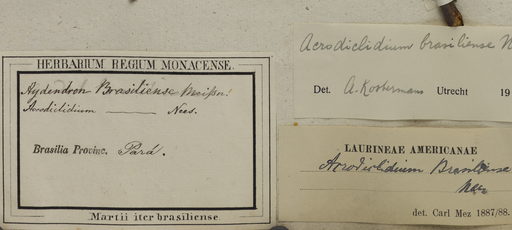 HERBARIUM REGIUM MONACENSE.
Aydendron Brasiliense Meissn.
Acrodiclidium ——— Nees.
Brasilia Provinc. Pará.
Martii iter brasiliense.
Acrodiclidium brasiliense N
Det. A. Kostermans Utrecht 19
LAURINEAE AMERICANAE
Acrodiclidium Brasiliense
Nees
det. Carl Mez 1887/88.